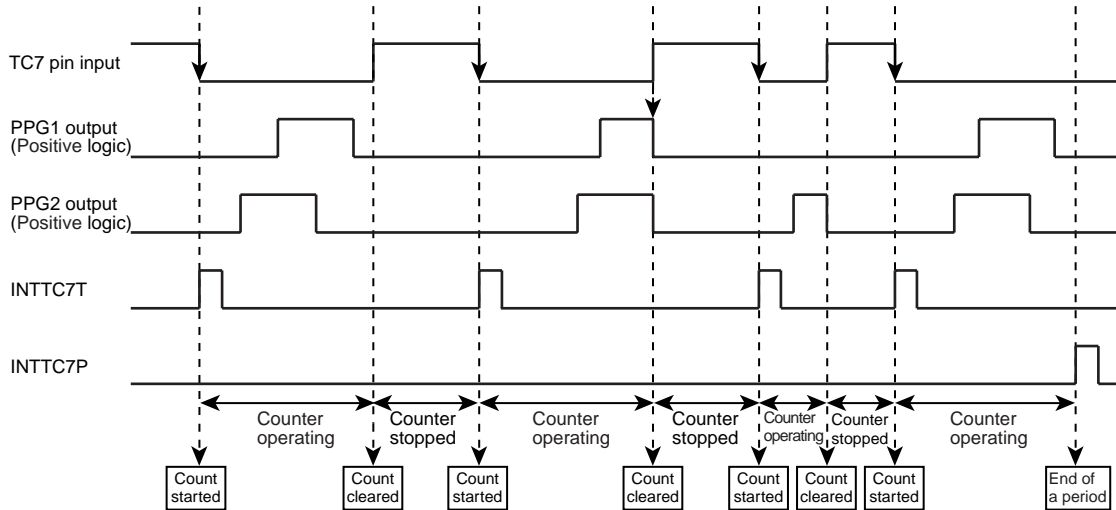 TC7 pin input
PPG1 output
(Positive logic)
PPG2 output
(Positive logic)
INTTC7T
INTTC7P
Counter
operating
Counter
stopped
Counter
operating
Counter
stopped
Counter
operating
Counter
stopped
Counter
operating
Count
started
Count
cleared
Count
started
Count
cleared
Count
started
Count
cleared
Count
started
End of
a period